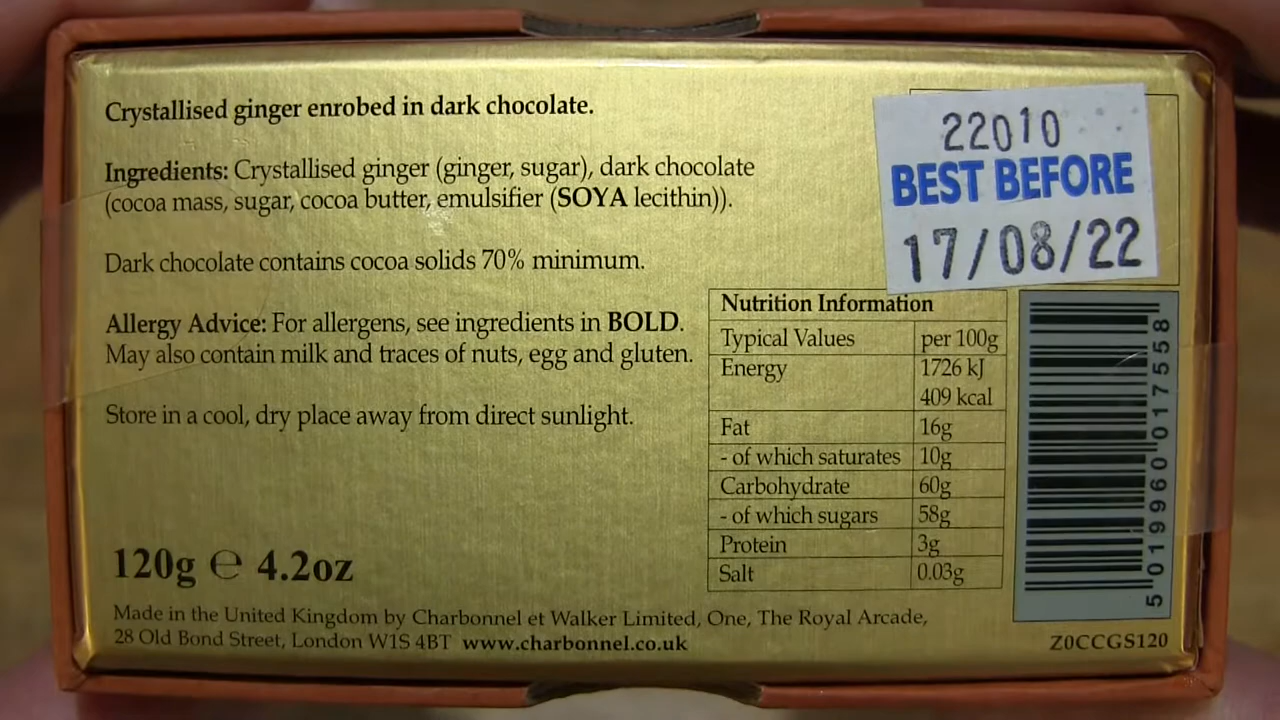 Crystallised ginger enrobed in dark chocolate.
Ingredients: Crystallised ginger (ginger, sugar), dark chocolate
(cocoa mass, sugar, cocoa butter, emulsifier (SOYA lecithin)).
Dark chocolate contains cocoa solids 70% minimum.
Allergy Advice: For allergens, see ingredients in BOLD.
May also contain milk and traces of nuts, egg and gluten.
Store in a cool, dry place away from direct sunlight.
120g ℮ 4.2oz
Made in the United Kingdom by Charbonnel et Walker Limited, One, The Royal Arcade,
28 Old Bond Street, London W1S 4BT www.charbonnel.co.uk
22010
BEST BEFORE
17/08/22
Nutrition Information
Typical Values per 100g
Energy 1726 kJ
409 kcal
Fat 16g
- of which saturates 10g
Carbohydrate 60g
- of which sugars 58g
Protein 3g
Salt 0.03g
5 019960 017558
Z0CCGS120